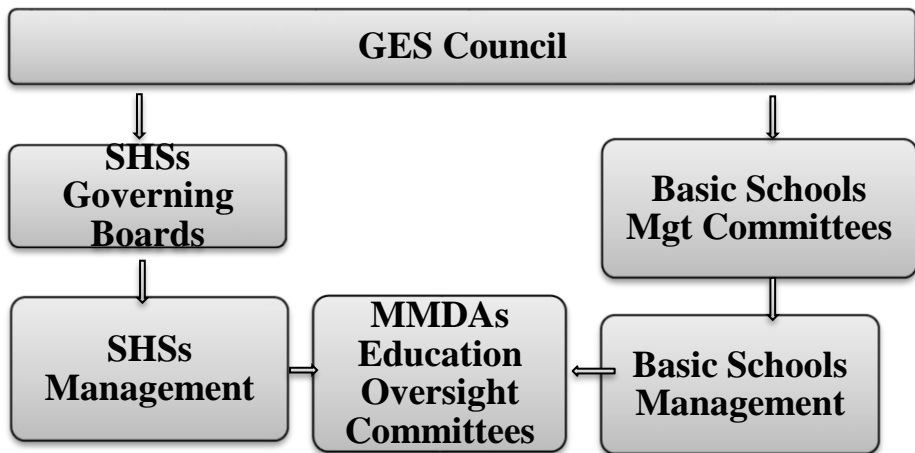 GES Council
SHSs
Governing
Boards
Basic Schools
Mgt Committees
SHSs
Management
MMDAs
Education
Oversight
Committees
Basic Schools
Management